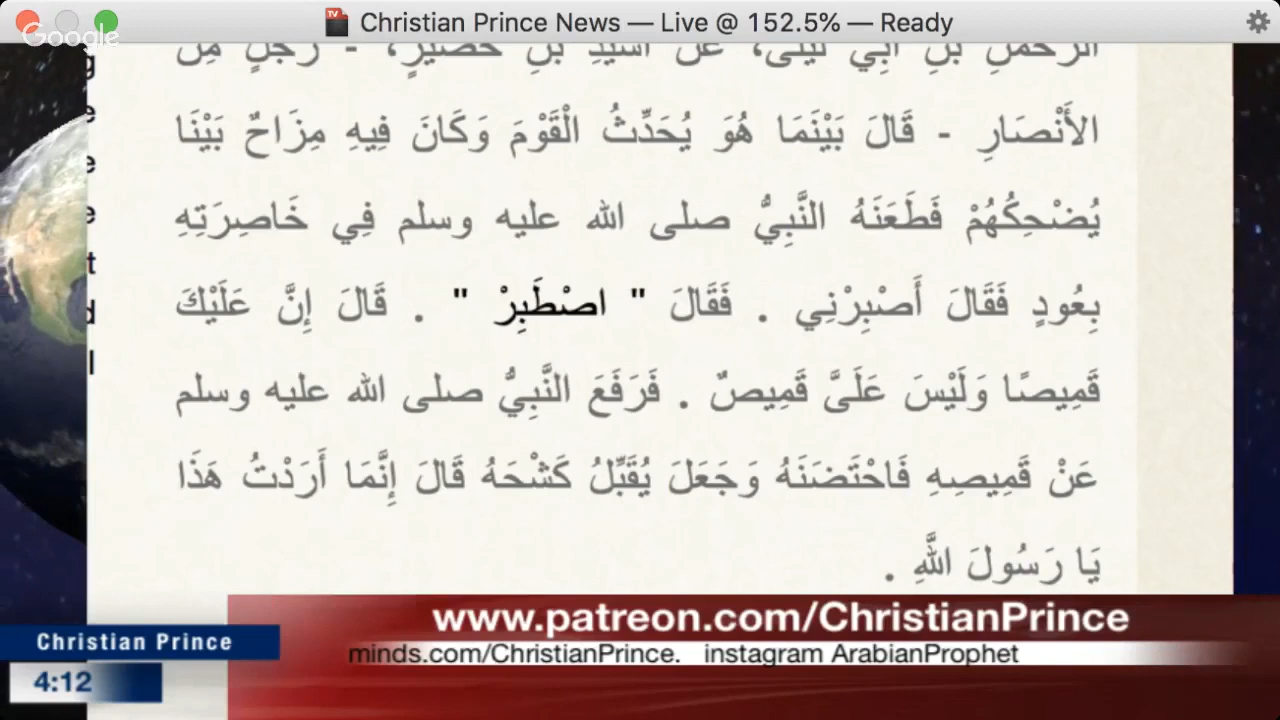 Christian Prince News — Live @ 152.5% — Ready
Google
الرَّحْمَنِ بْنِ أَبِي لَيْلَى، عَنْ أُسَيْدِ بْنِ حُضَيْرٍ، - رَجُلٍ مِنَ
الأَنْصَارِ - قَالَ بَيْنَمَا هُوَ يُحَدِّثُ الْقَوْمَ وَكَانَ فِيهِ مِزَاحٌ بَيْنَا
يُضْحِكُهُمْ فَطَعَنَهُ النَّبِيُّ صلى الله عليه وسلم فِي خَاصِرَتِهِ
بِعُودٍ فَقَالَ أَصْبِرْنِي . فَقَالَ " اصْطَبِرْ " . قَالَ إِنَّ عَلَيْكَ
قَمِيصًا وَلَيْسَ عَلَىَّ قَمِيصٌ . فَرَفَعَ النَّبِيُّ صلى الله عليه وسلم
عَنْ قَمِيصِهِ فَاحْتَضَنَهُ وَجَعَلَ يُقَبِّلُ كَشْحَهُ قَالَ إِنَّمَا أَرَدْتُ هَذَا
يَا رَسُولَ اللَّهِ .
www.patreon.com/ChristianPrince
Christian Prince
minds.com/ChristianPrince. instagram ArabianProphet
4:12